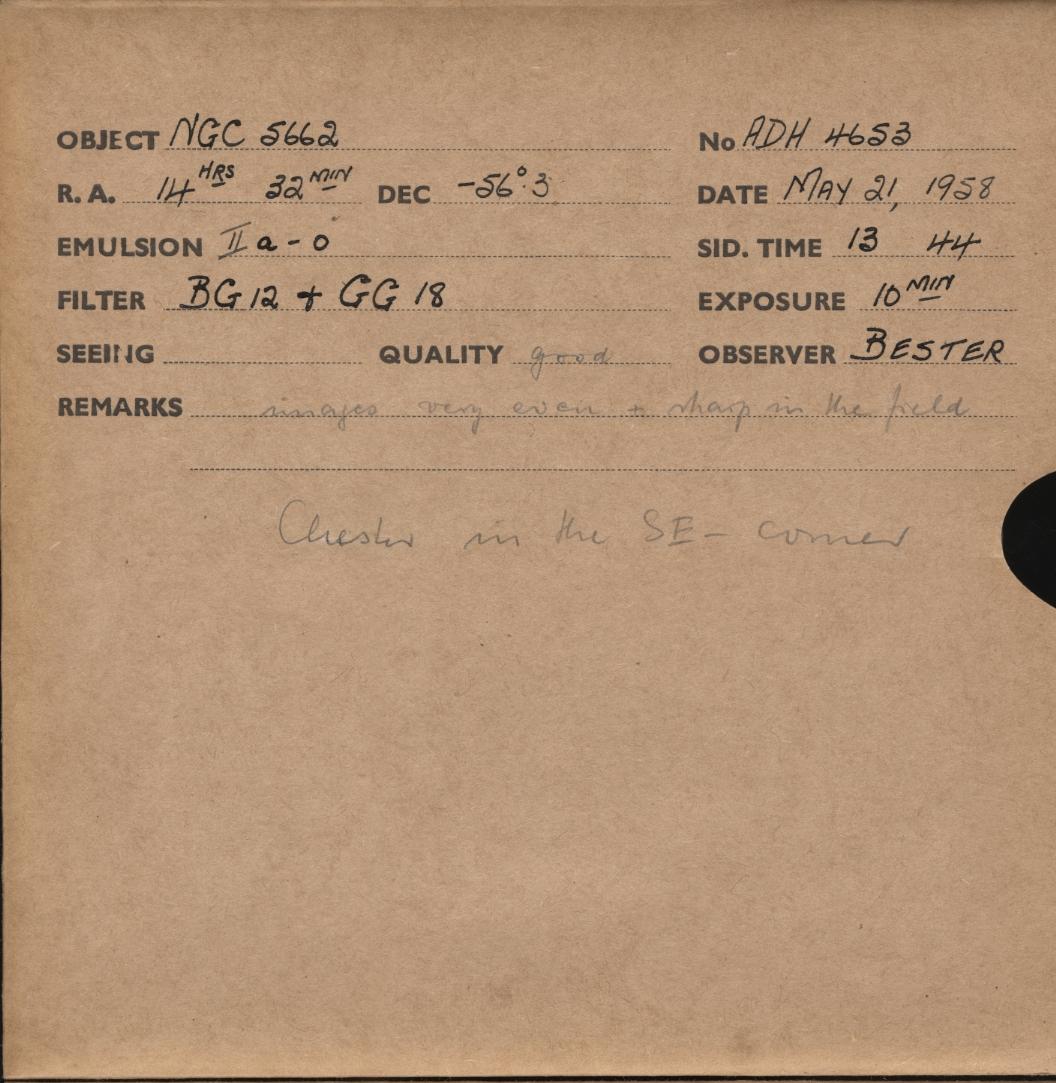 OBJECT NGC 5662 No ADH 4653
R. A. 14 HRS 32 MIN DEC -56°.3 DATE MAY 21, 1958
EMULSION II a - o SID. TIME 13 44
FILTER BG 12 + GG 18 EXPOSURE 10 MIN
SEEING QUALITY good OBSERVER BESTER
REMARKS images very even + sharp in the field
in the SE - corner